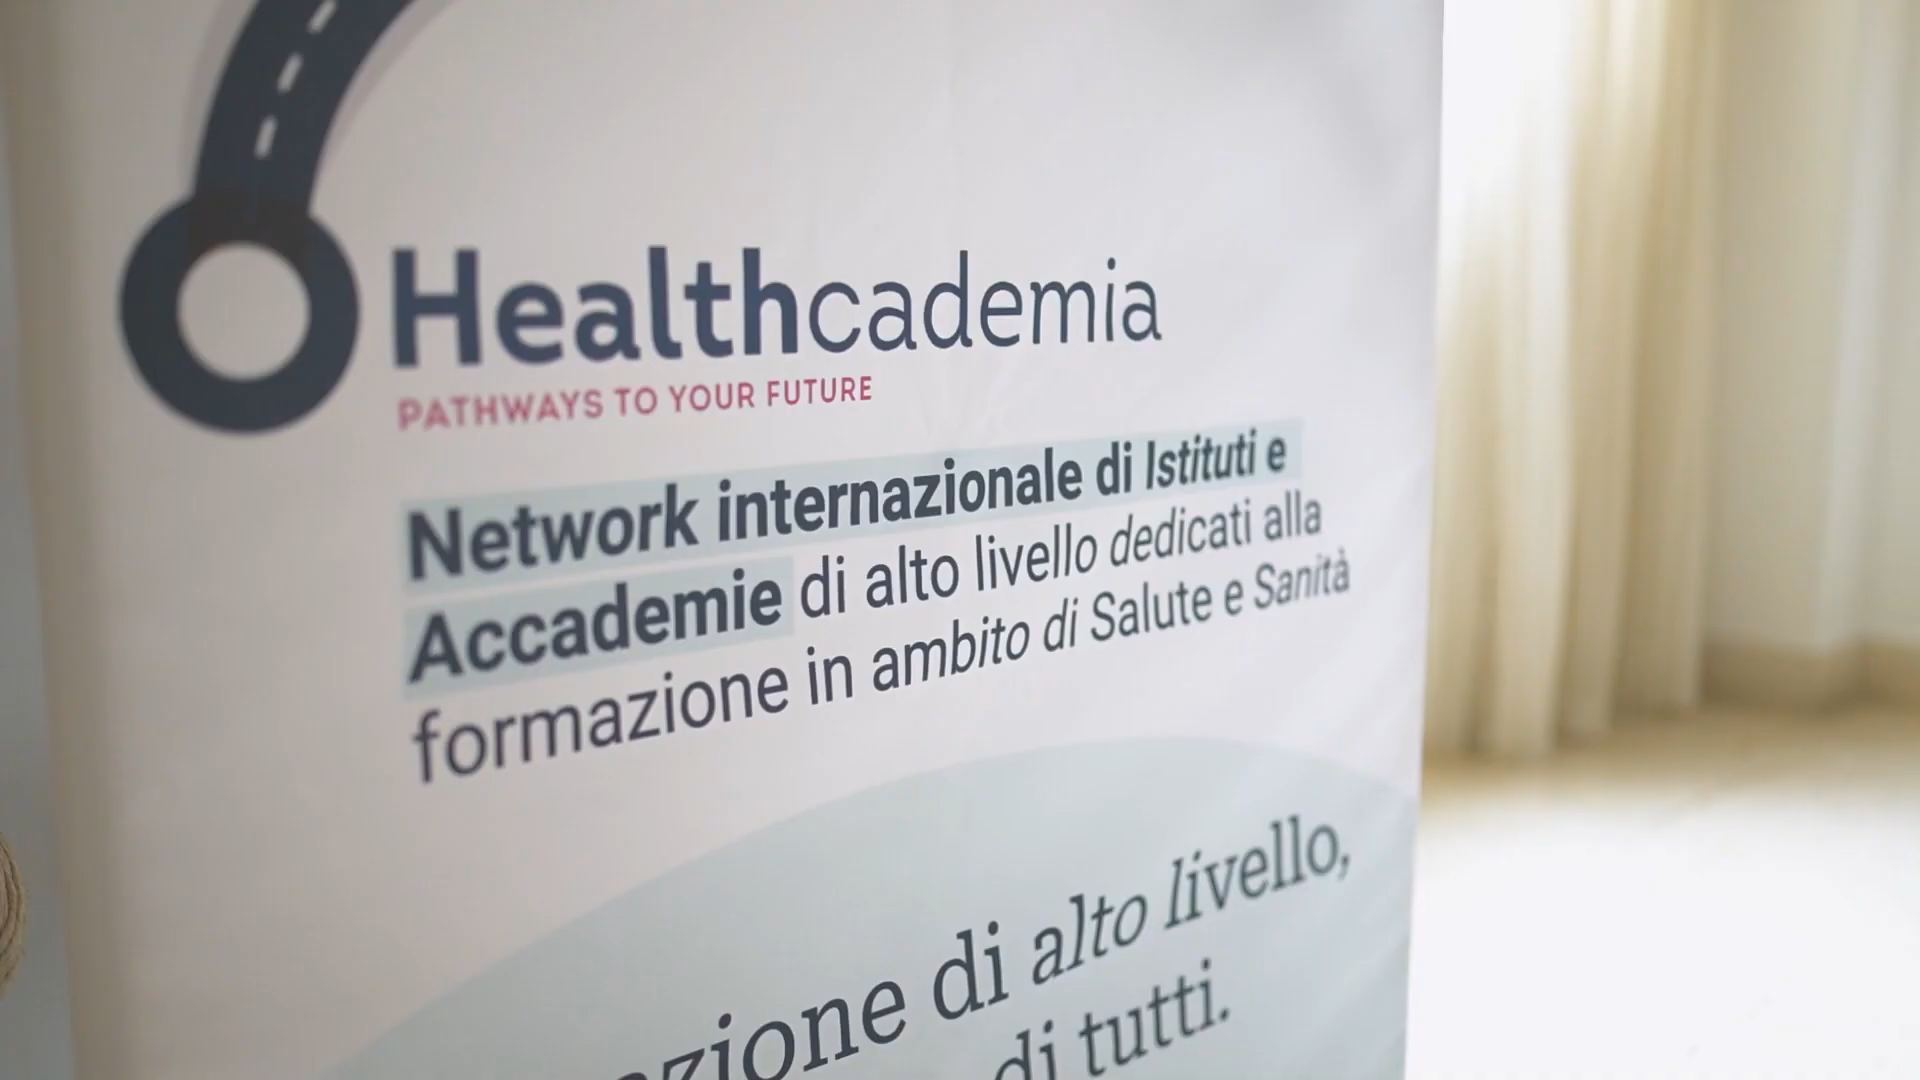 Healthcademia
PATHWAYS TO YOUR FUTURE
Network internazionale di Istituti e
Accademie di alto livello dedicati alla
formazione in ambito di Salute e Sanità
di alto livello,
di tutti.